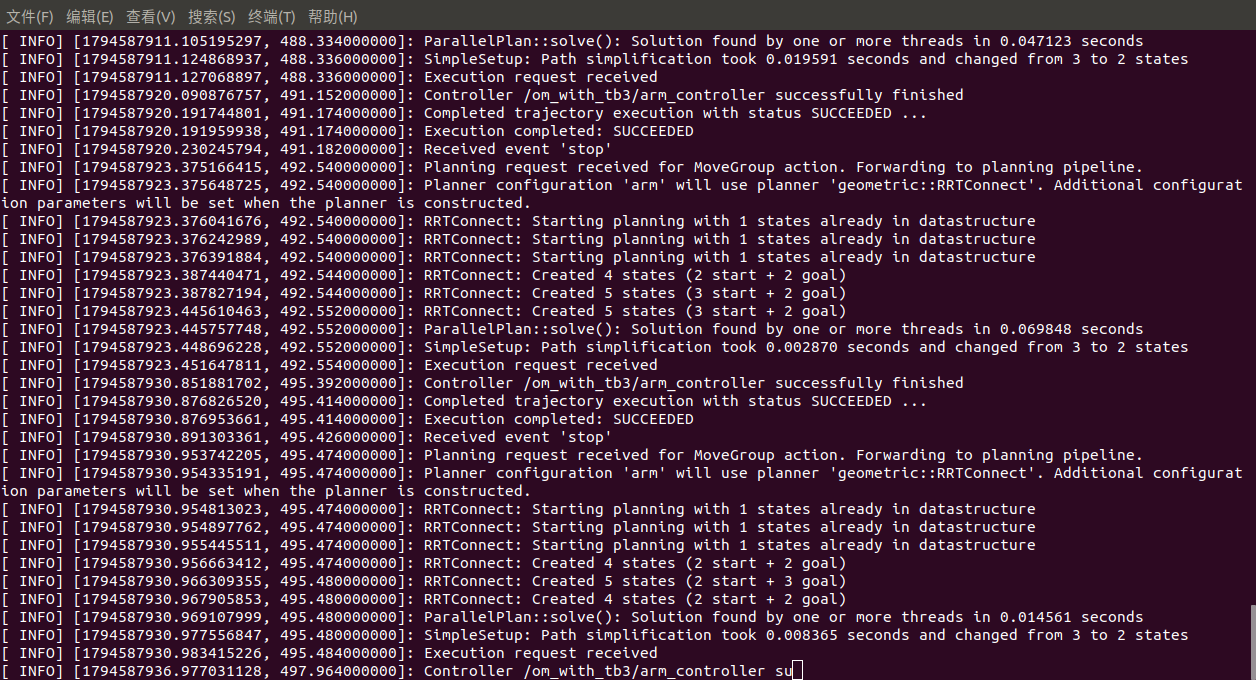 文件(F) 编辑(E) 查看(V) 搜索(S) 终端(T) 帮助(H)
[ INFO] [1794587911.105195297, 488.334000000]: ParallelPlan::solve(): Solution found by one or more threads in 0.047123 seconds
[ INFO] [1794587911.124868937, 488.336000000]: SimpleSetup: Path simplification took 0.019591 seconds and changed from 3 to 2 states
[ INFO] [1794587911.127068897, 488.336000000]: Execution request received
[ INFO] [1794587920.090876757, 491.152000000]: Controller /om_with_tb3/arm_controller successfully finished
[ INFO] [1794587920.191744801, 491.174000000]: Completed trajectory execution with status SUCCEEDED ...
[ INFO] [1794587920.191959938, 491.174000000]: Execution completed: SUCCEEDED
[ INFO] [1794587920.230245794, 491.182000000]: Received event 'stop'
[ INFO] [1794587923.375166415, 492.540000000]: Planning request received for MoveGroup action. Forwarding to planning pipeline.
[ INFO] [1794587923.375648725, 492.540000000]: Planner configuration 'arm' will use planner 'geometric::RRTConnect'. Additional configurat
ion parameters will be set when the planner is constructed.
[ INFO] [1794587923.376041676, 492.540000000]: RRTConnect: Starting planning with 1 states already in datastructure
[ INFO] [1794587923.376242989, 492.540000000]: RRTConnect: Starting planning with 1 states already in datastructure
[ INFO] [1794587923.376391884, 492.540000000]: RRTConnect: Starting planning with 1 states already in datastructure
[ INFO] [1794587923.387440471, 492.544000000]: RRTConnect: Created 4 states (2 start + 2 goal)
[ INFO] [1794587923.387827194, 492.544000000]: RRTConnect: Created 5 states (3 start + 2 goal)
[ INFO] [1794587923.445610463, 492.552000000]: RRTConnect: Created 5 states (3 start + 2 goal)
[ INFO] [1794587923.445757748, 492.552000000]: ParallelPlan::solve(): Solution found by one or more threads in 0.069848 seconds
[ INFO] [1794587923.448696228, 492.552000000]: SimpleSetup: Path simplification took 0.002870 seconds and changed from 3 to 2 states
[ INFO] [1794587923.451647811, 492.554000000]: Execution request received
[ INFO] [1794587930.851881702, 495.392000000]: Controller /om_with_tb3/arm_controller successfully finished
[ INFO] [1794587930.876826520, 495.414000000]: Completed trajectory execution with status SUCCEEDED ...
[ INFO] [1794587930.876953661, 495.414000000]: Execution completed: SUCCEEDED
[ INFO] [1794587930.891303361, 495.426000000]: Received event 'stop'
[ INFO] [1794587930.953742205, 495.474000000]: Planning request received for MoveGroup action. Forwarding to planning pipeline.
[ INFO] [1794587930.954335191, 495.474000000]: Planner configuration 'arm' will use planner 'geometric::RRTConnect'. Additional configurat
ion parameters will be set when the planner is constructed.
[ INFO] [1794587930.954813023, 495.474000000]: RRTConnect: Starting planning with 1 states already in datastructure
[ INFO] [1794587930.954897762, 495.474000000]: RRTConnect: Starting planning with 1 states already in datastructure
[ INFO] [1794587930.955445511, 495.474000000]: RRTConnect: Starting planning with 1 states already in datastructure
[ INFO] [1794587930.956663412, 495.474000000]: RRTConnect: Created 4 states (2 start + 2 goal)
[ INFO] [1794587930.966309355, 495.480000000]: RRTConnect: Created 5 states (2 start + 3 goal)
[ INFO] [1794587930.967905853, 495.480000000]: RRTConnect: Created 4 states (2 start + 2 goal)
[ INFO] [1794587930.969107999, 495.480000000]: ParallelPlan::solve(): Solution found by one or more threads in 0.014561 seconds
[ INFO] [1794587930.977556847, 495.480000000]: SimpleSetup: Path simplification took 0.008365 seconds and changed from 3 to 2 states
[ INFO] [1794587930.983415226, 495.484000000]: Execution request received
[ INFO] [1794587936.977031128, 497.964000000]: Controller /om_with_tb3/arm_controller su